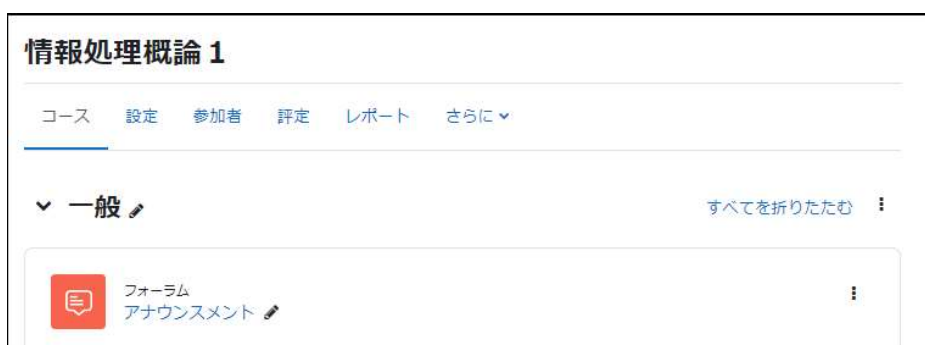 情報処理概論1
コース 設定 参加者 評定 レポート さらに
一般 すべてを折りたたむ
フォーラム
アナウンスメント